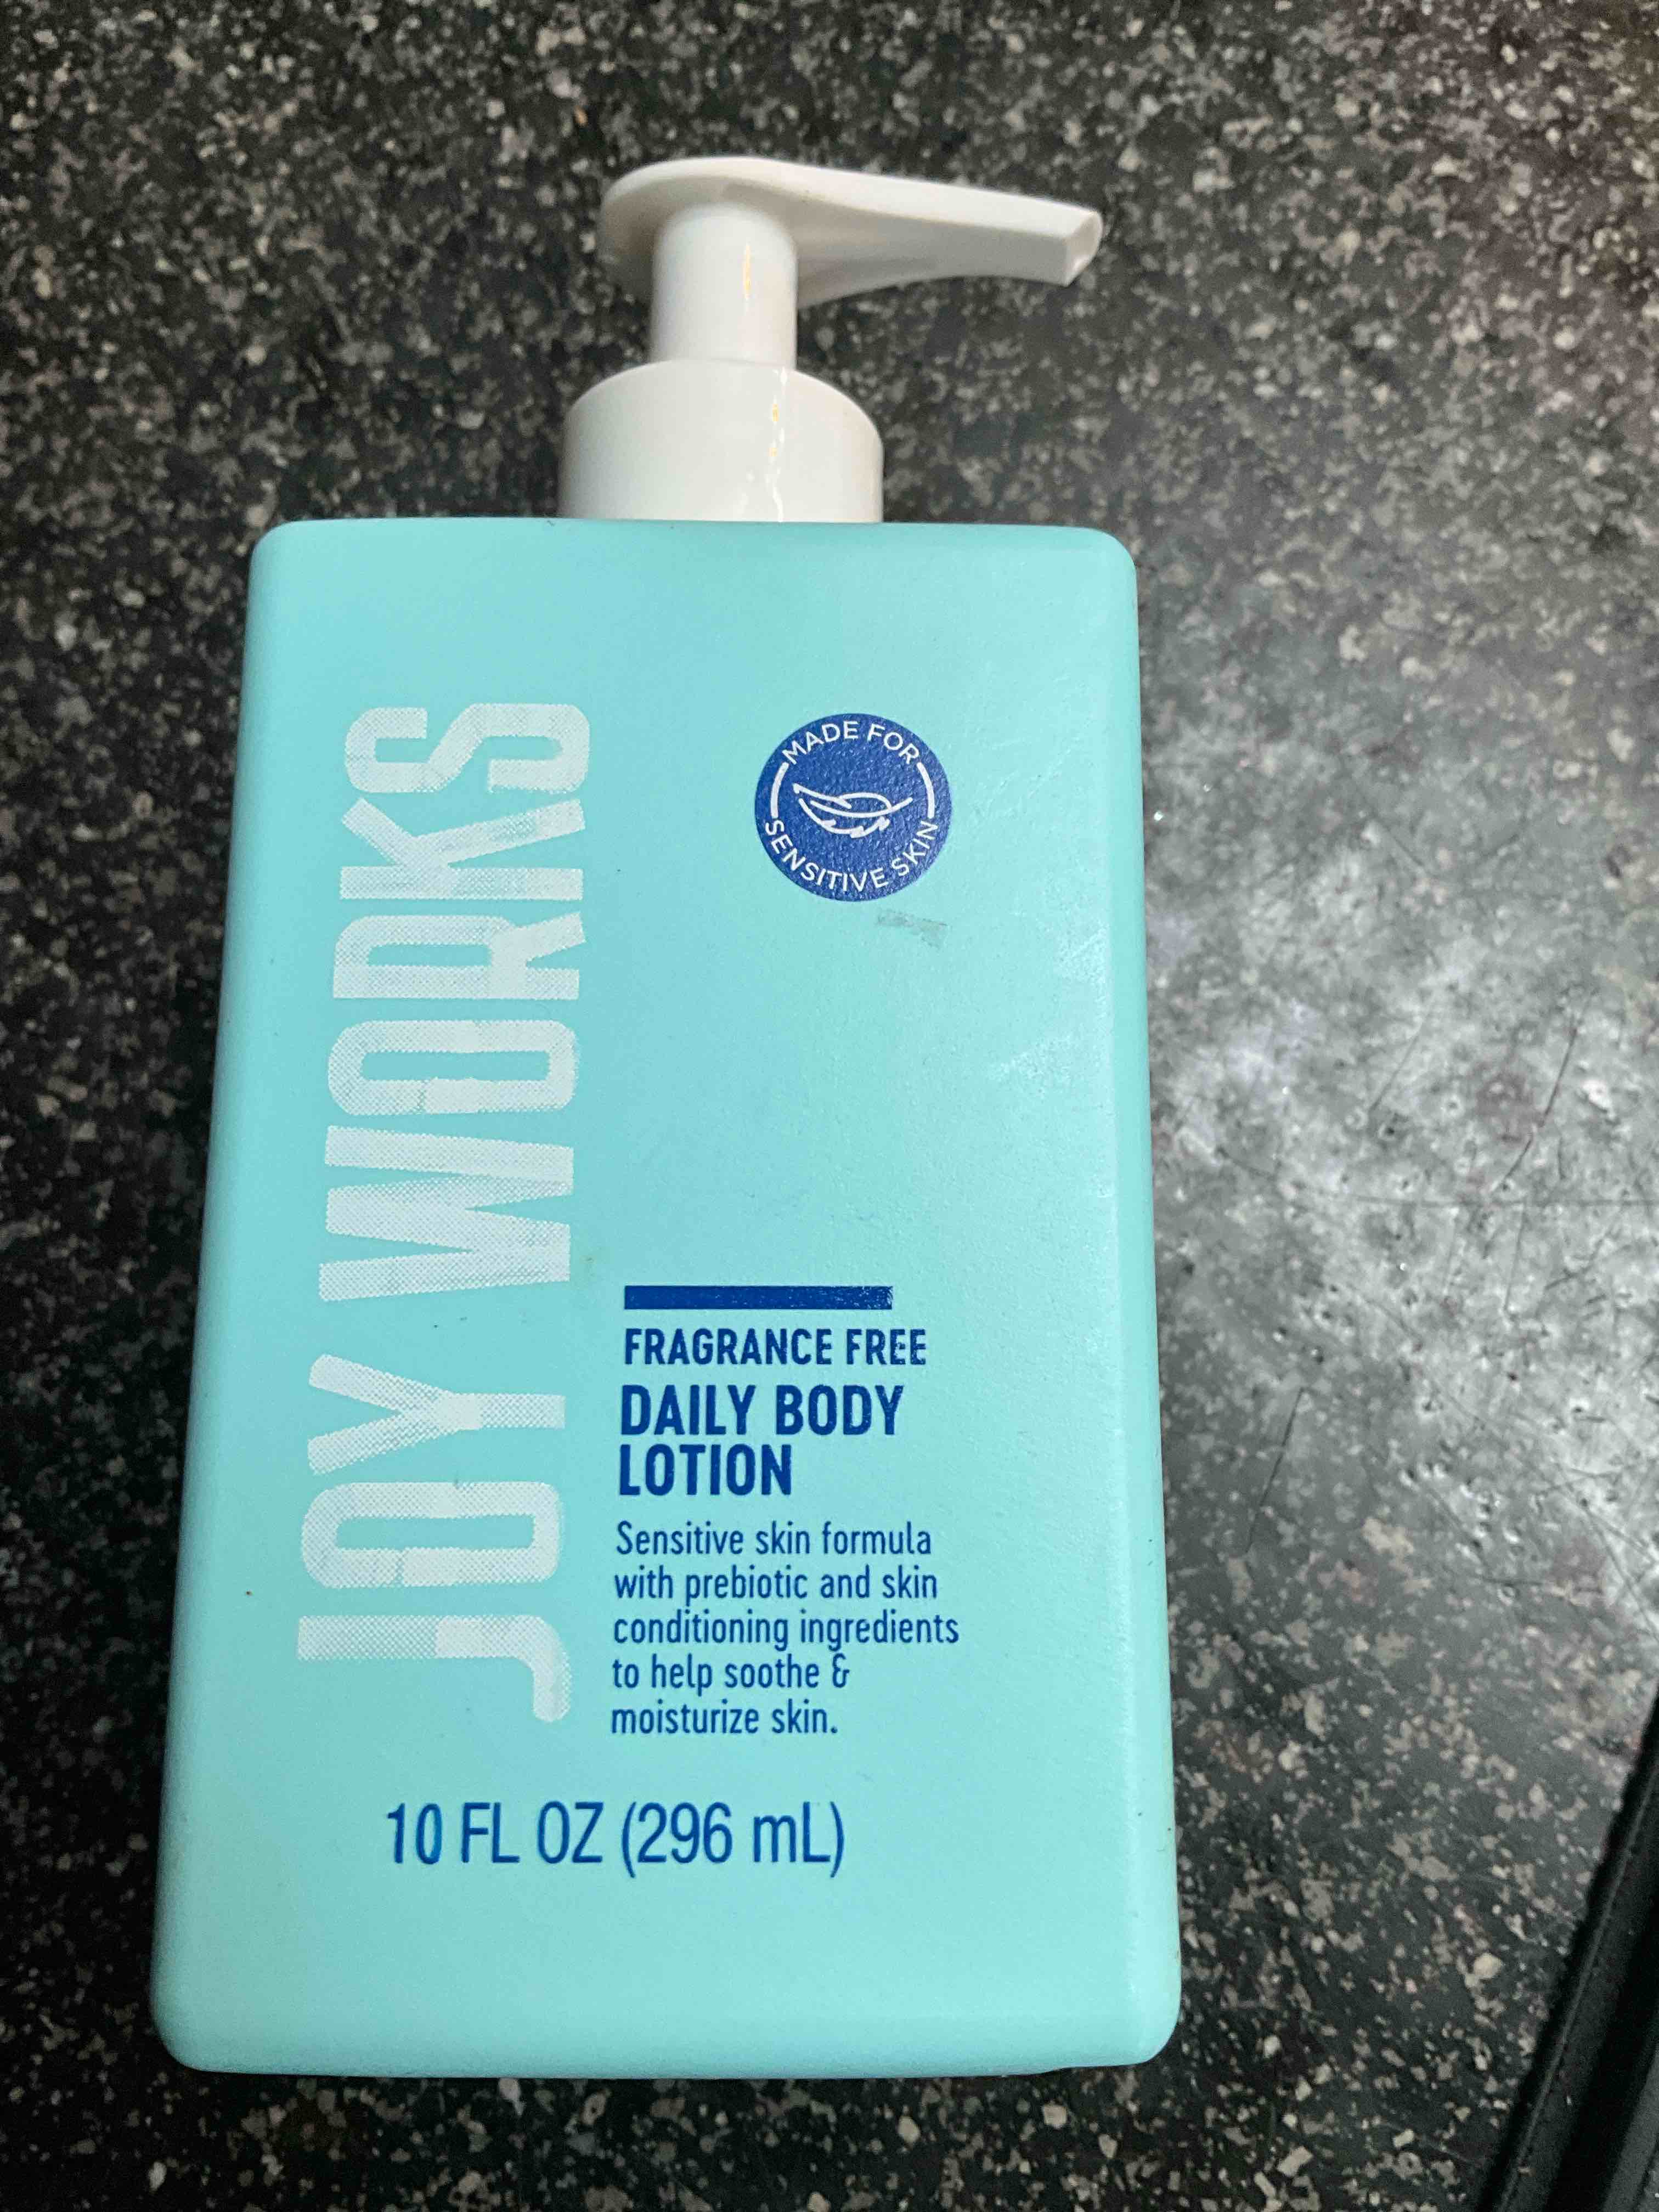 JOY WORKS
MADE FOR
SENSITIVE SKIN
FRAGRANCE FREE
DAILY BODY
LOTION
Sensitive skin formula
with prebiotic and skin
conditioning ingredients
to help soothe &
moisturize skin.
10 FL OZ (296 mL)